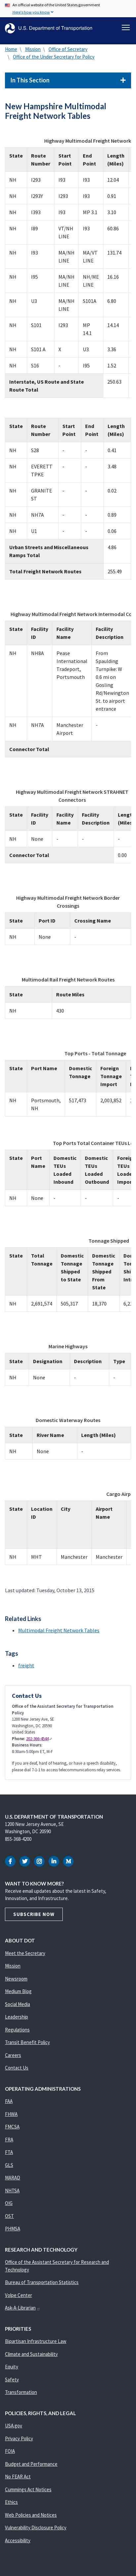 An official website of the United States government
Here's how you know
U.S. Department of Transportation
Home \ Mission \ Office of Secretary
\ Office of the Under Secretary for Policy
In This Section
New Hampshire Multimodal
Freight Networks Tables
Highway Multimodal Freight Network
State Route Number Start Point End Point Length (Miles)
NH I293 I93 I93 12.04
NH I293Y I293 I93 0.91
NH I393 I93 MP 3.1 3.10
NH I89 VT/NH LINE I93 60.86
NH I93 MA/NH LINE MA/VT LINE 131.74
NH I95 MA/NH LINE NH/ME LINE 16.16
NH U3 MA/NH LINE S101A 6.80
NH S101 I293 MP 14.1 14.14
NH S101 A X U3 3.36
NH S16 - I95 1.52
Interstate, US Route and State Route Total 250.63
State Route Number Start Point End Point Length (Miles)
NH S28 - - 0.41
NH EVERETT TPKE - - 3.48
NH GRANITE ST - - 0.02
NH NH7A - - 0.89
NH U1 - - 0.06
Urban Streets and Miscellaneous Ramps Total 4.86
Total Freight Network Routes 255.49
Highway Multimodal Freight Network Intermodal Co
State Facility ID Facility Name Facility Description
NH NH8A Pease International Tradeport, Portsmouth From Spaulding Turnpike: W 0.6 mi on Gosling Rd/Newington St. to airport entrance
NH NH7A Manchester Airport -
Connector Total
Highway Multimodal Freight Network STRAHNET
Connectors
State Facility ID Facility Name Facility Description Length (Miles
NH None - - -
Connector Total 0.00
Highway Multimodal Freight Network Border
Crossings
State Port ID Crossing Name
NH None -
Multimodal Rail Freight Network Routes
State Route Miles
NH 430
Top Ports - Total Tonnage
State Port Name Domestic Tonnage Foreign Tonnage Import
NH Portsmouth, NH 517,473 2,003,852
Top Ports Total Container TEUs L
State Port Name Domestic TEUs Loaded Inbound Domestic TEUs Loaded Outbound Foreig TEUs Loade Impou
NH None - - -
Tonnage Shipped
State Total Tonnage Domestic Tonnage Shipped to State Domestic Tonnage Shipped From State
NH 2,691,574 505,317 18,370 6,2
Marine Highways
State Designation Description Type
NH None - -
Domestic Waterway Routes
State River Name Length (Miles)
NH None -
Cargo Airp
State Location ID City Airport Name
NH MHT Manchester Manchester
Last updated: Tuesday, October 13, 2015
Related Links
Multimodal Freight Network Tables
Tags
Freight
Contact Us
Office of the Assistant Secretary for Transportation
Policy
1200 New Jersey Ave, SE
Washington, DC 20590
United States
Phone: 202-366-4544
Business Hours:
8:30am-5:00pm ET, M-F
If you are deaf, hard of hearing, or have a speech disability,
please dial 7-1-1 to access telecommunications relay services.
U.S. DEPARTMENT OF TRANSPORTATION
1200 New Jersey Avenue, SE
Washington, DC 20590
855-368-4200
WANT TO KNOW MORE?
Receive email updates about the latest in Safety,
Innovation, and Infrastructure.
SUBSCRIBE NOW
ABOUT DOT
Meet the Secretary
Mission
Newsroom
Medium Blog
Social Media
Leadership
Regulations
Transit Benefit Policy
Careers
Contact Us
OPERATING ADMINISTRATIONS
FAA
FHWA
FMCSA
FRA
FTA
GLS
MARAD
NHTSA
OIG
OST
PHMSA
RESEARCH AND TECHNOLOGY
Office of the Assistant Secretary for Research and
Technology
Bureau of Transportation Statistics
Volpe Center
Ask-A-Librarian
PRIORITIES
Bipartisan Infrastructure Law
Climate and Sustainability
Equity
Safety
Transformation
POLICIES, RIGHTS, AND LEGAL
USA.gov
Privacy Policy
FOIA
Budget and Performance
No FEAR Act
Cummings Act Notices
Ethics
Web Policies and Notices
Vulnerability Disclosure Policy
Accessibility